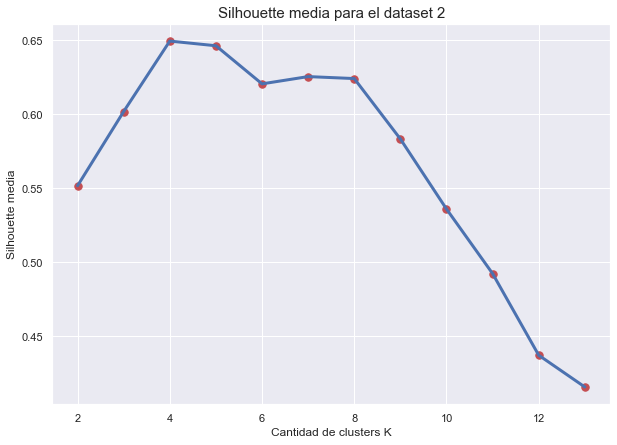 Silhouette media para el dataset 2
0.65
0.60
0.55
0.50
0.45
Silhouette media
2 4 6 8 10 12
Cantidad de clusters K